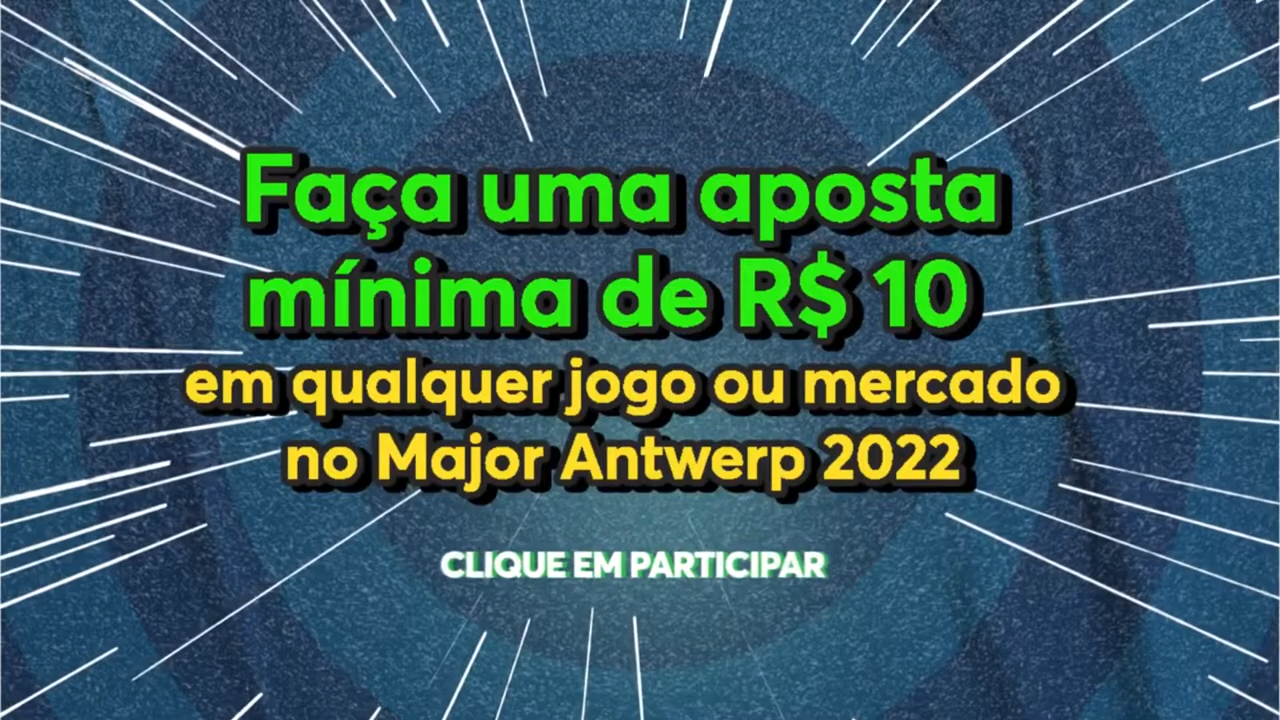 Faça uma aposta
mínima de R$ 10
em qualquer jogo ou mercado
no Major Antwerp 2022
CLIQUE EM PARTICIPAR